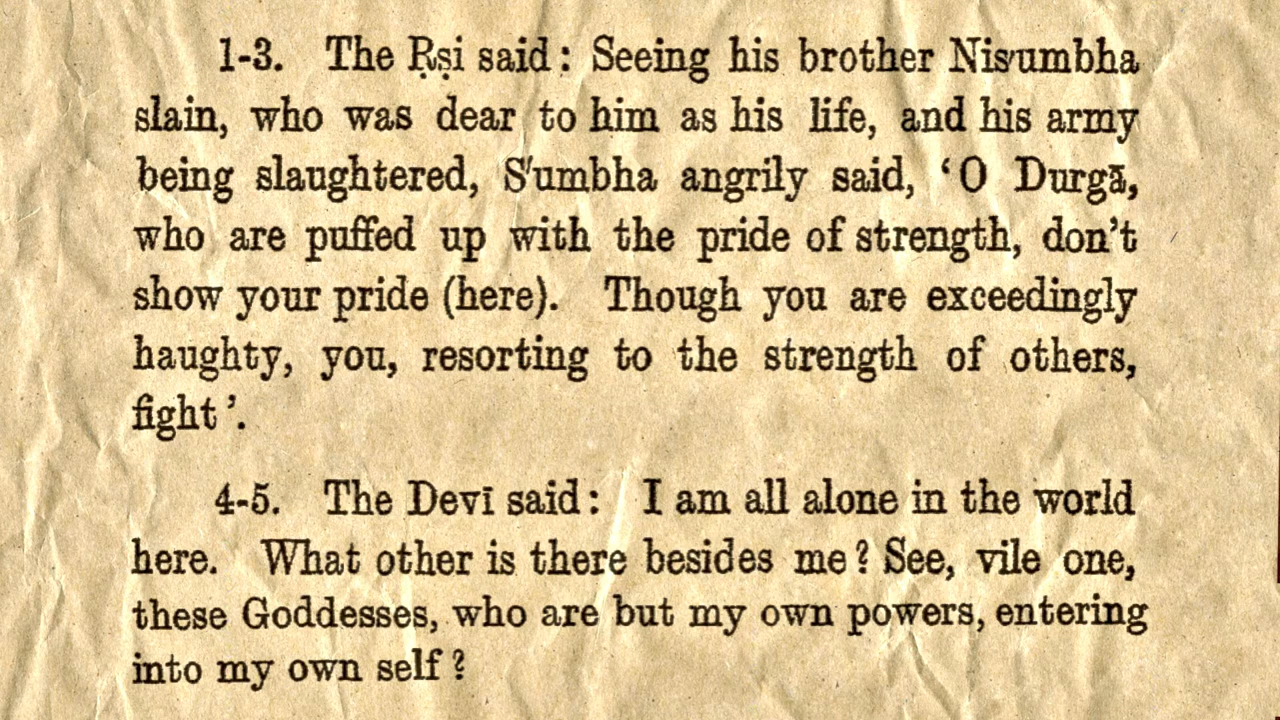 1-3. The Ṛṣi said : Seeing his brother Nis'umbha
slain, who was dear to him as his life, and his army
being slaughtered, S'umbha angrily said, ‘ O Durgā,
who are puffed up with the pride of strength, don’t
show your pride (here). Though you are exceedingly
haughty, you, resorting to the strength of others,
fight ’.
4-5. The Devī said : I am all alone in the world
here. What other is there besides me ? See, vile one,
these Goddesses, who are but my own powers, entering
into my own self ?